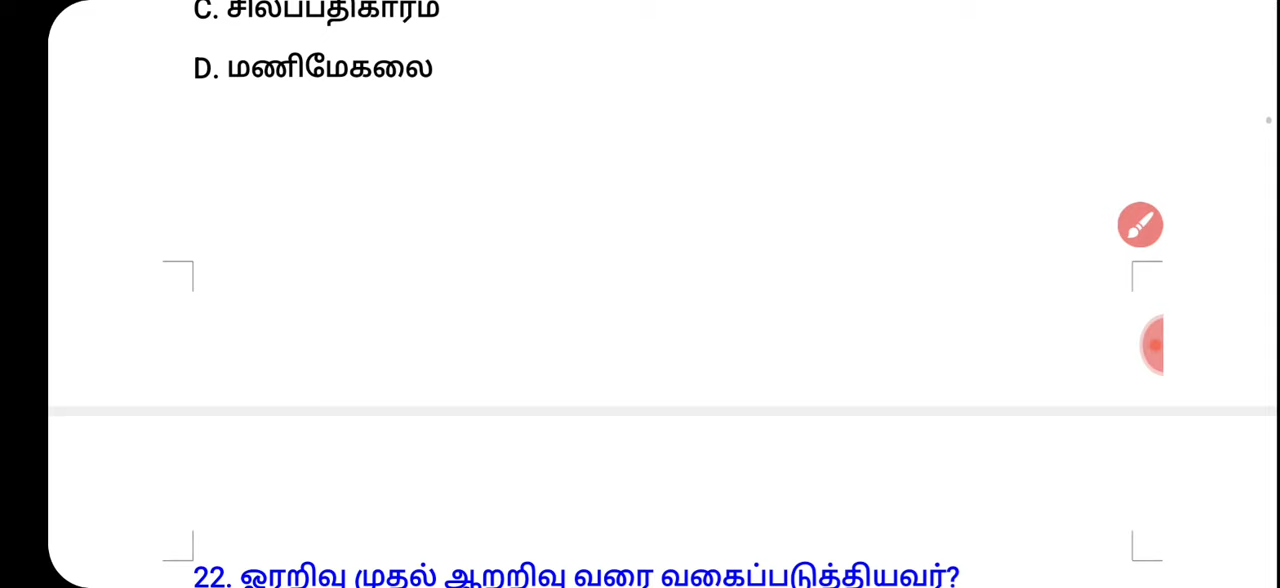 C. சிலப்பதிகாரம்
D. மணிமேகலை
22. ஓரறிவு முதல் ஆறறிவு வரை வகைப்படுத்தியவர்?